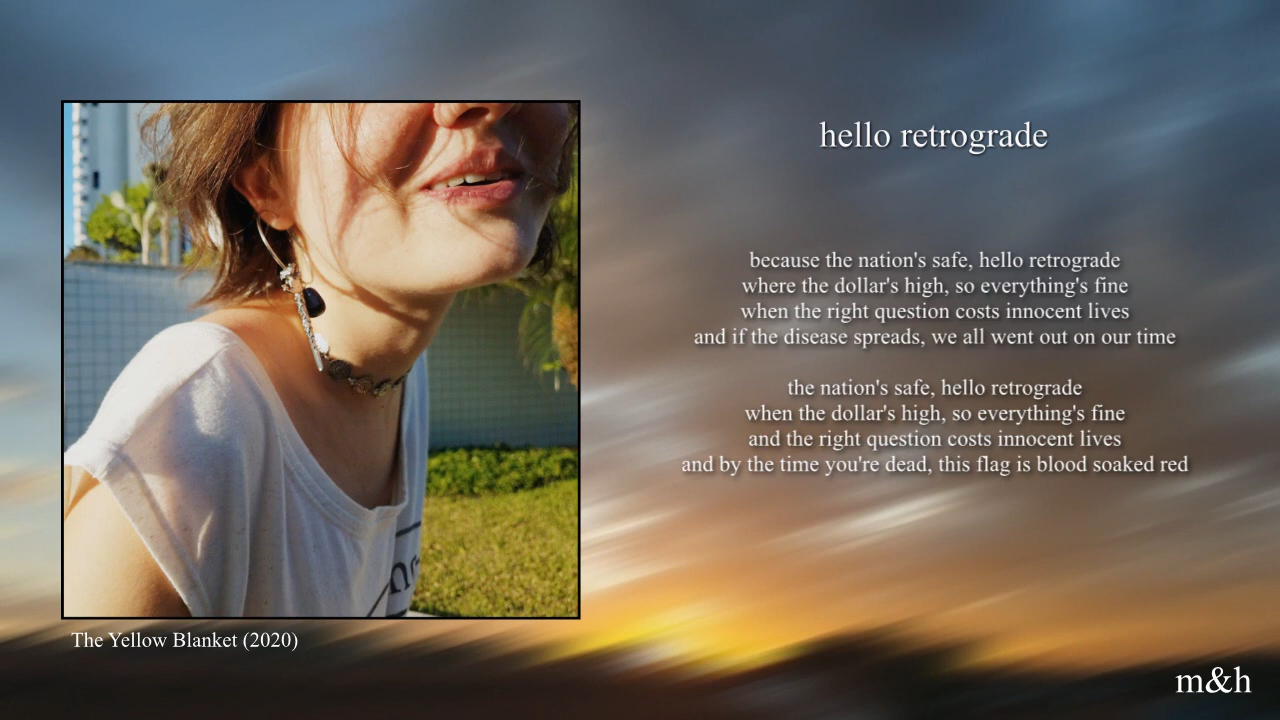 hello retrograde
because the nation's safe, hello retrograde
where the dollar's high, so everything's fine
when the right question costs innocent lives
and if the disease spreads, we all went out on our time
the nation's safe, hello retrograde
when the dollar's high, so everything's fine
and the right question costs innocent lives
and by the time you're dead, this flag is blood soaked red
The Yellow Blanket (2020)
m&h